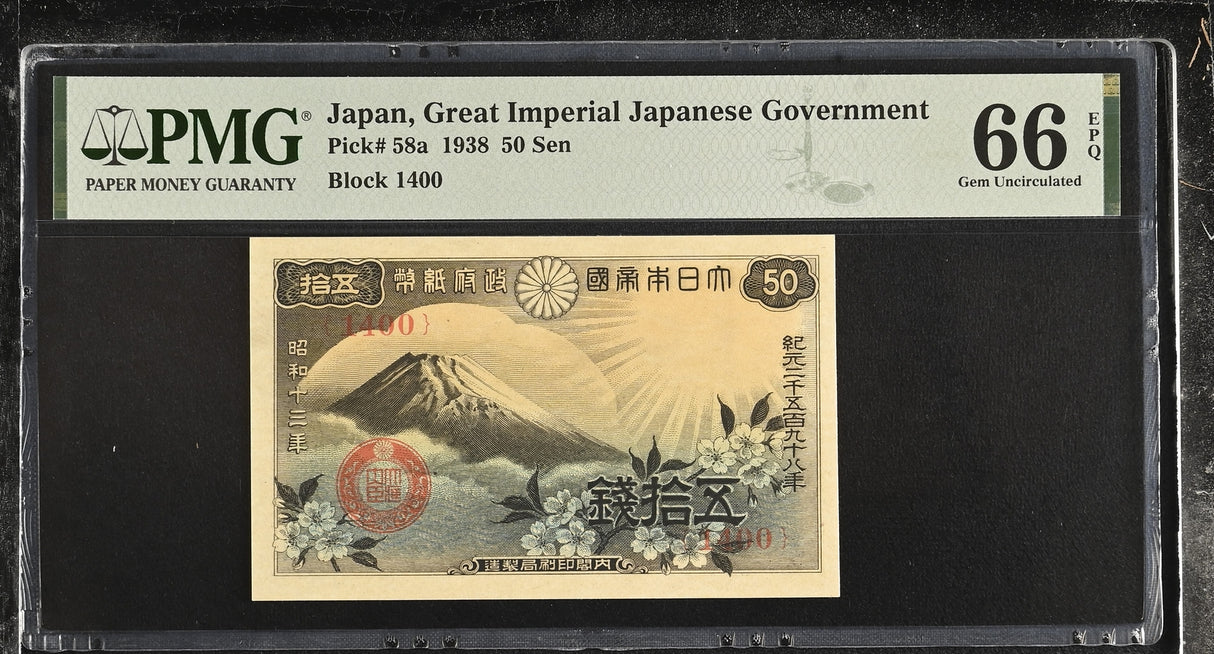 PMG®
PAPER MONEY GUARANTY
Japan, Great Imperial Japanese Government
Pick# 58a 1938 50 Sen
Block 1400
66
EPQ
Gem Uncirculated
50
大日本帝國
政府紙幣
五拾
{1400}
紀元二千五百九十八年
昭和十三年
五拾錢
1400}
內閣印刷局製造